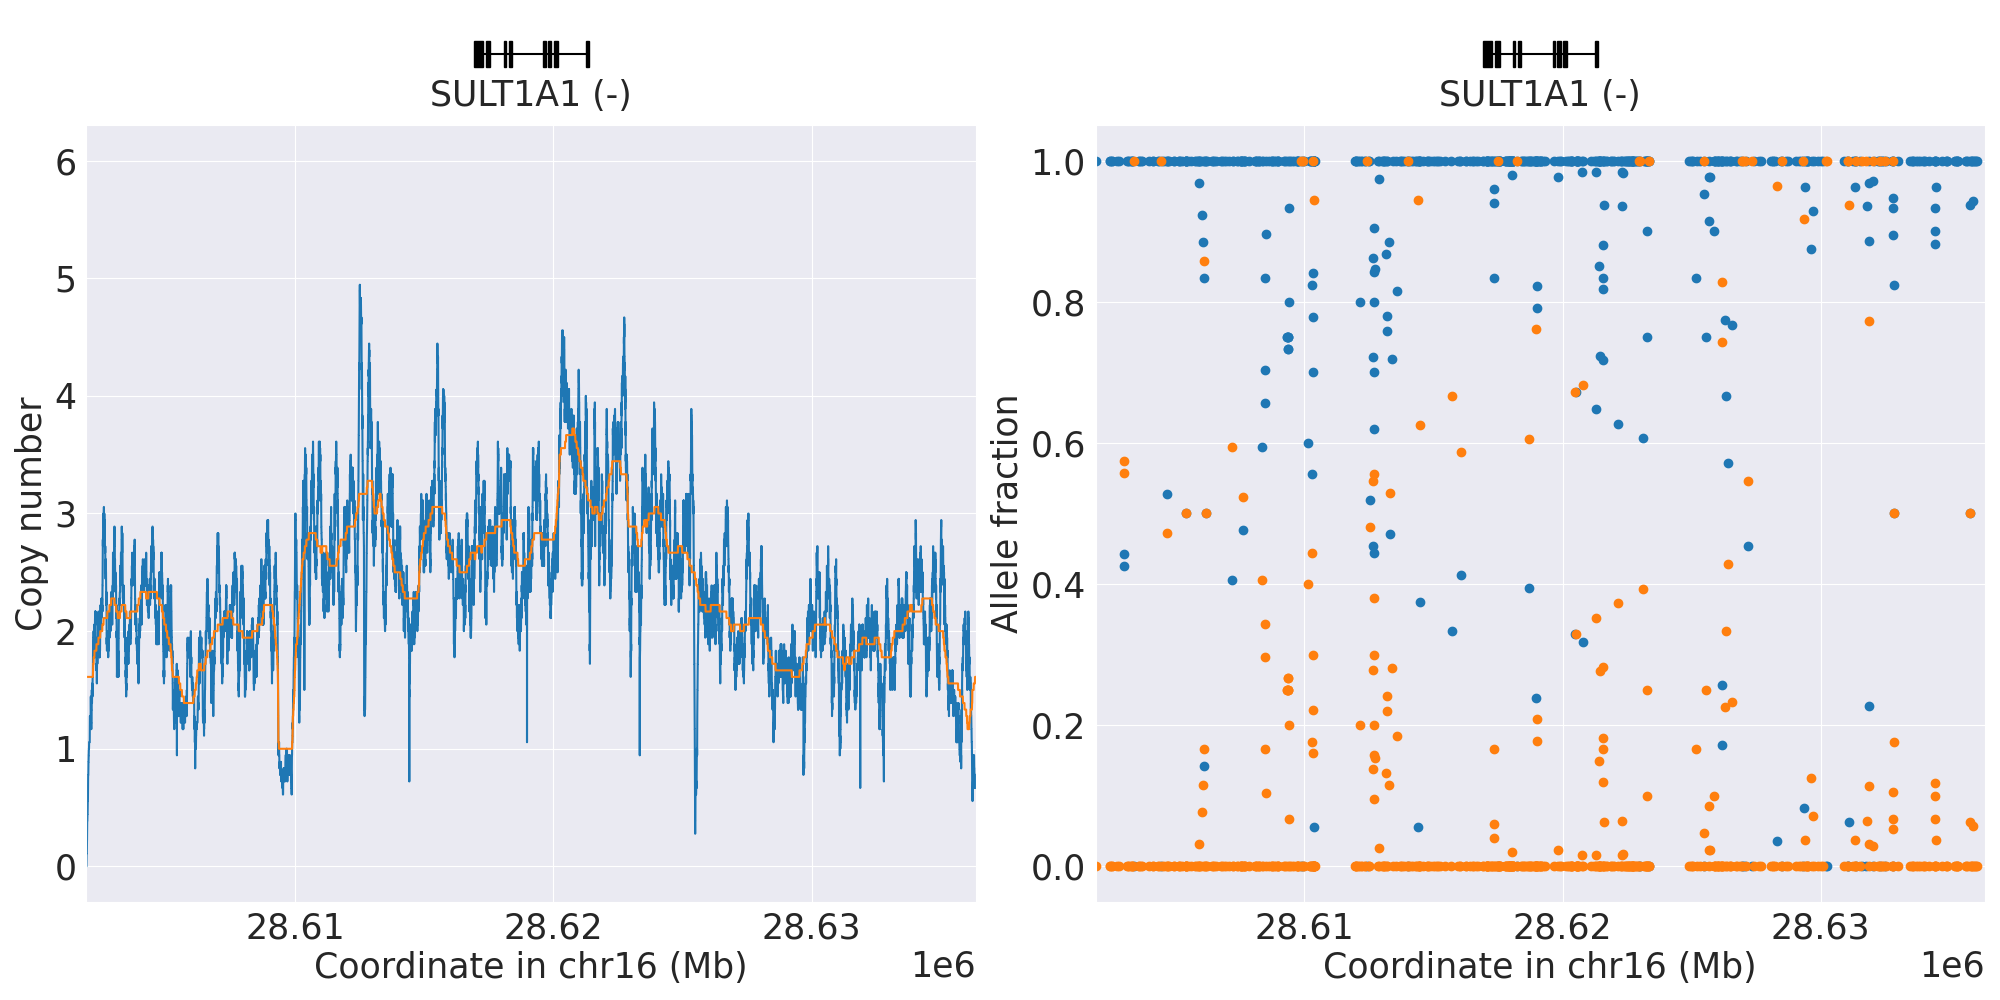 SULT1A1 (-)
6
5
4
3
2
1
0
Copy number
28.61
28.62
28.63
Coordinate in chr16 (Mb)
1e6
SULT1A1 (-)
1.0
0.8
0.6
0.4
0.2
0.0
Allele fraction
28.61
28.62
28.63
Coordinate in chr16 (Mb)
1e6